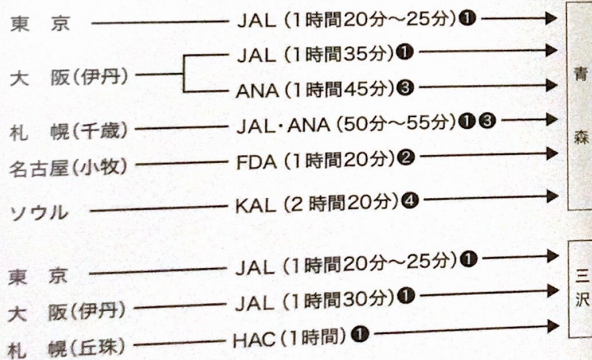 東 京 JAL (1時間20分～25分)❶
大 阪(伊丹) JAL (1時間35分)❶
ANA (1時間45分)❸
札 幌(千歳) JAL・ANA (50分～55分)❶❸
名古屋(小牧) FDA (1時間20分)❷
ソウル KAL (2時間20分)❹
青森
東 京 JAL (1時間20分～25分)❶
大 阪(伊丹) JAL (1時間30分)❶
札 幌(丘珠) HAC (1時間)❶
三沢